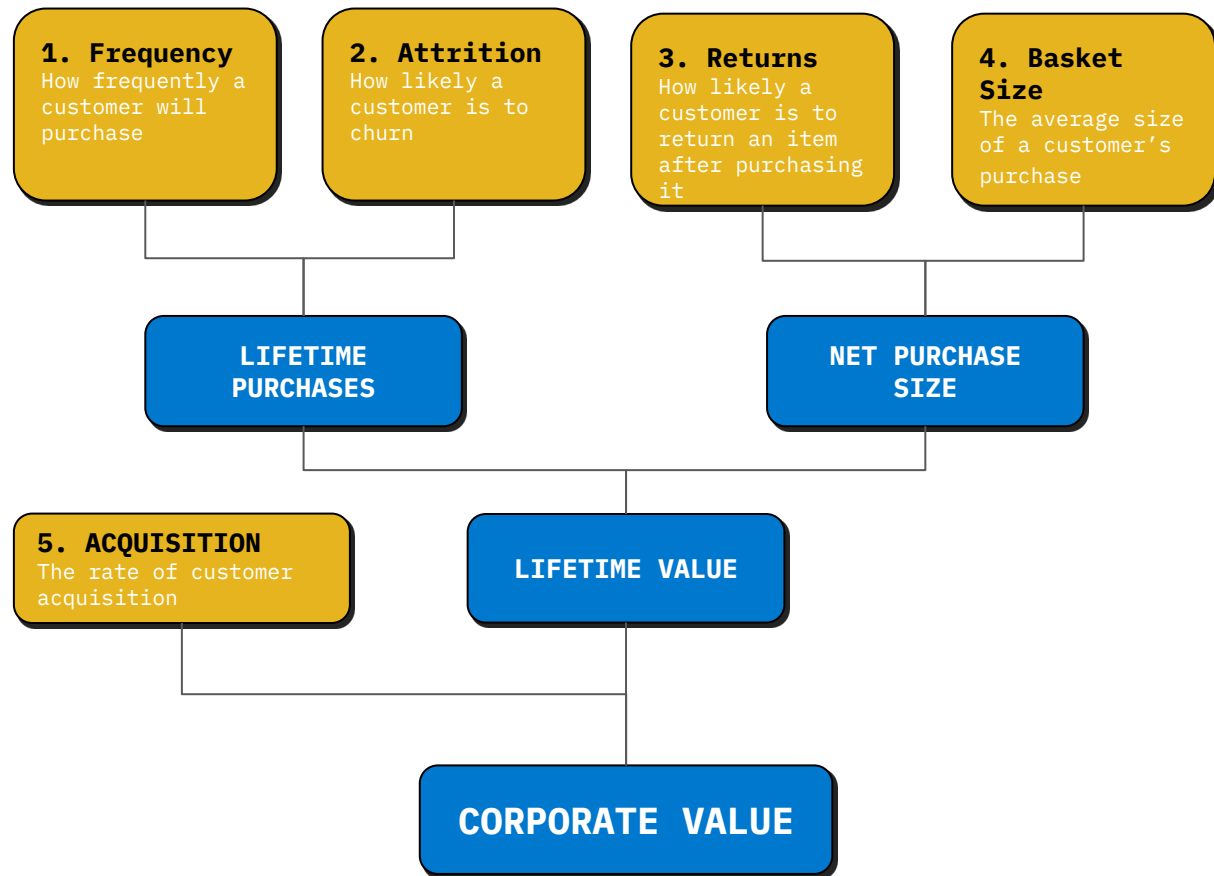 1. Frequency
How frequently a
customer will
purchase
2. Attrition
How likely a
customer is to
churn
3. Returns
How likely a
customer is to
return an item
after purchasing
it
4. Basket
Size
The average size
of a customer’s
purchase
LIFETIME
PURCHASES
NET PURCHASE
SIZE
5. ACQUISITION
The rate of customer
acquisition
LIFETIME VALUE
CORPORATE VALUE